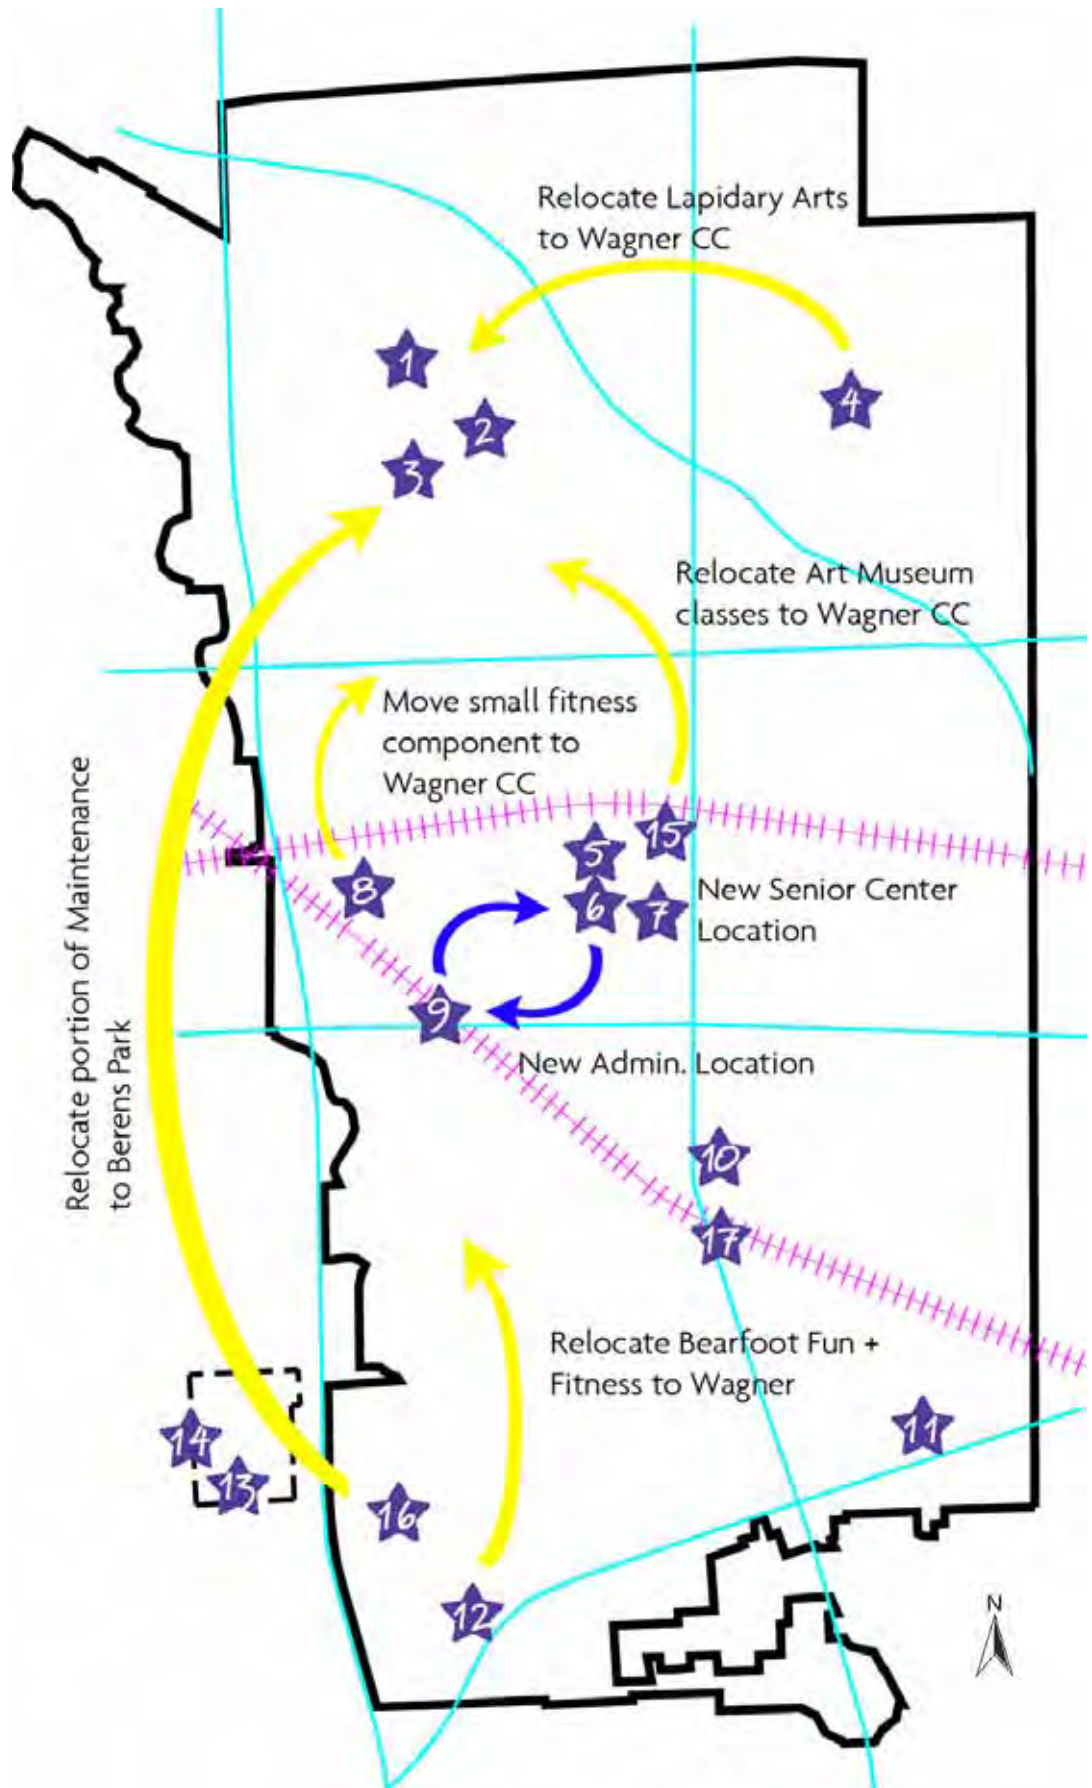 Relocate Lapidary Arts
to Wagner CC
1
2
3
4
Relocate Art Museum
classes to Wagner CC
Move small fitness
component to
Wagner CC
Relocate portion of Maintenance
to Berens Park
15
5
8
6
7
New Senior Center
Location
9
New Admin. Location
10
17
Relocate Bearfoot Fun +
Fitness to Wagner
11
14
13
16
12
N